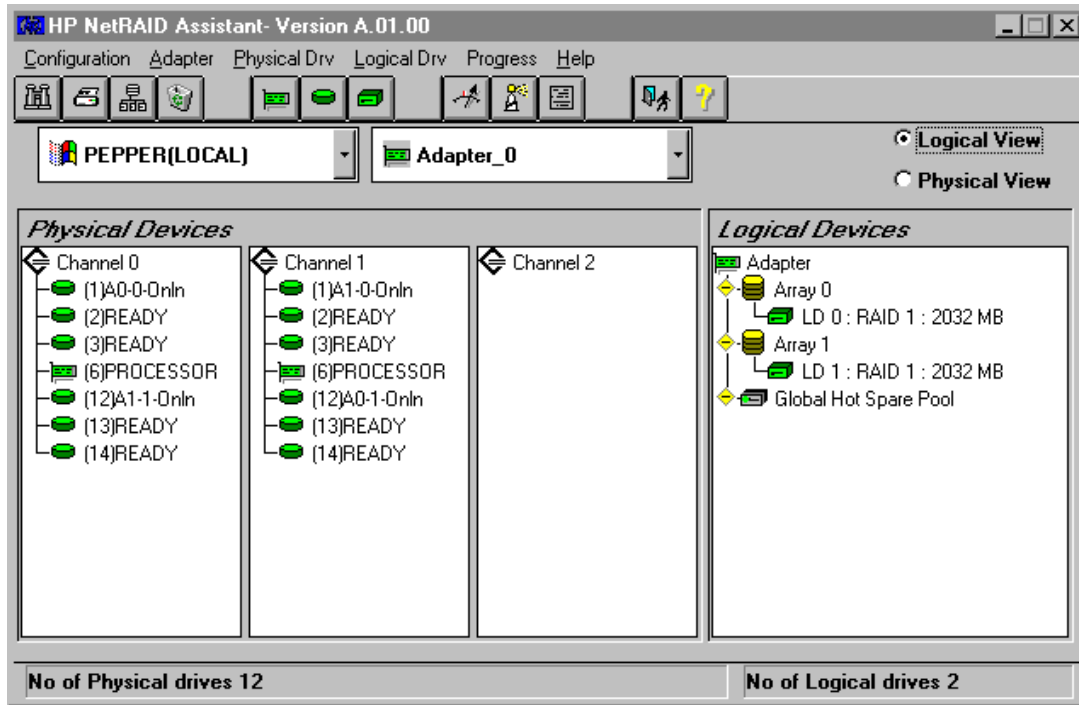 HP NetRAID Assistant- Version A.01.00
Configuration Adapter Physical Drv Logical Drv Progress Help
PEPPER(LOCAL)
Adapter_0
Logical View
Physical View
Physical Devices
Channel 0
(1)A0-0-Onln
(2)READY
(3)READY
(6)PROCESSOR
(12)A1-1-Onln
(13)READY
(14)READY
Channel 1
(1)A1-0-Onln
(2)READY
(3)READY
(6)PROCESSOR
(12)A0-1-Onln
(13)READY
(14)READY
Channel 2
Logical Devices
Adapter
Array 0
LD 0 : RAID 1 : 2032 MB
Array 1
LD 1 : RAID 1 : 2032 MB
Global Hot Spare Pool
No of Physical drives 12
No of Logical drives 2